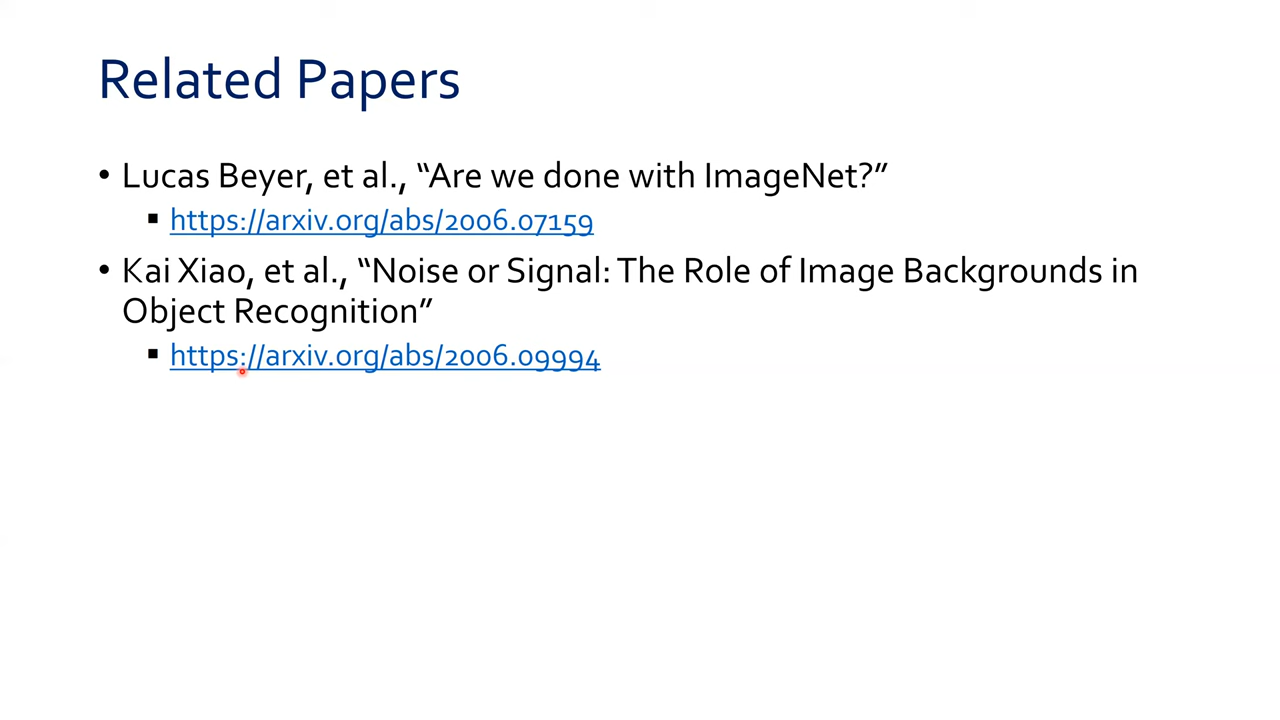 Related Papers
• Lucas Beyer, et al., “Are we done with ImageNet?”
▪ https://arxiv.org/abs/2006.07159
• Kai Xiao, et al., “Noise or Signal: The Role of Image Backgrounds in
Object Recognition”
▪ https://arxiv.org/abs/2006.09994